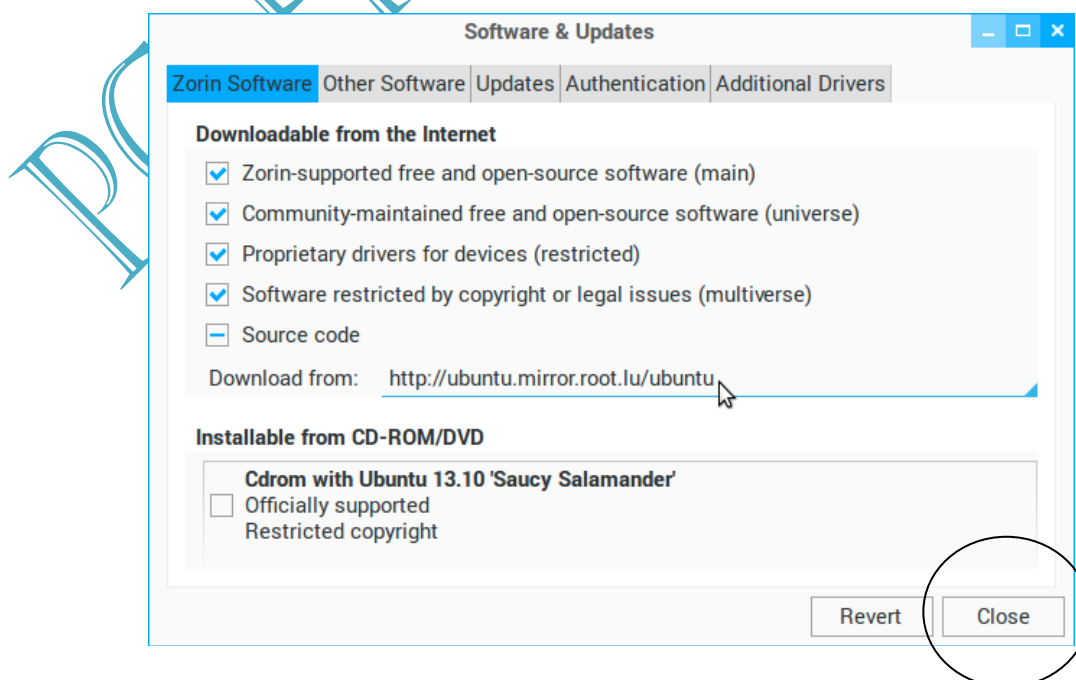 Software & Updates
Zorin Software Other Software Updates Authentication Additional Drivers
Downloadable from the Internet
Zorin-supported free and open-source software (main)
Community-maintained free and open-source software (universe)
Proprietary drivers for devices (restricted)
Software restricted by copyright or legal issues (multiverse)
Source code
Download from: http://ubuntu.mirror.root.lu/ubuntu
Installable from CD-ROM/DVD
Cdrom with Ubuntu 13.10 'Saucy Salamander'
Officially supported
Restricted copyright
Revert Close